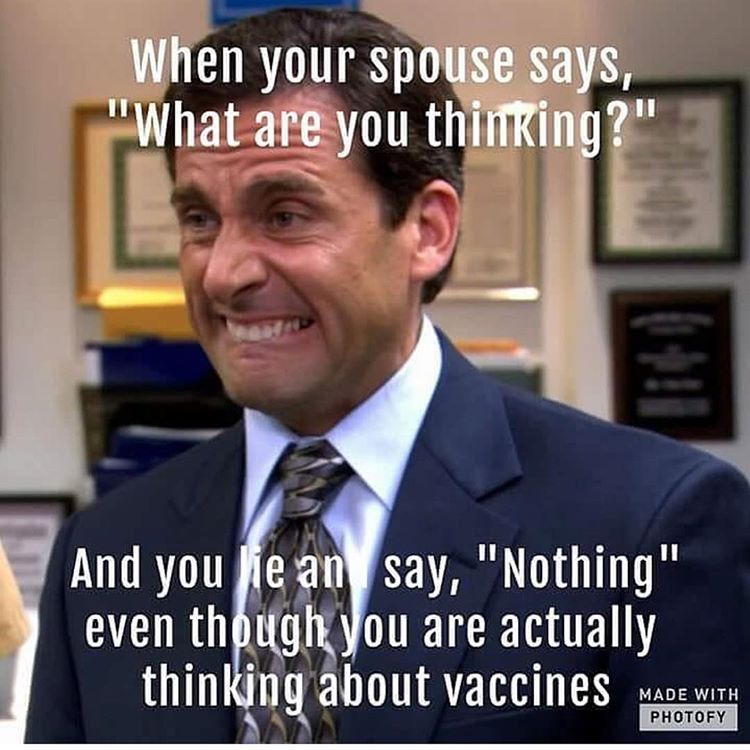 When your spouse says,
"What are you thinking?"
And you lie and say, "Nothing"
even though you are actually
thinking about vaccines
MADE WITH
PHOTOFY